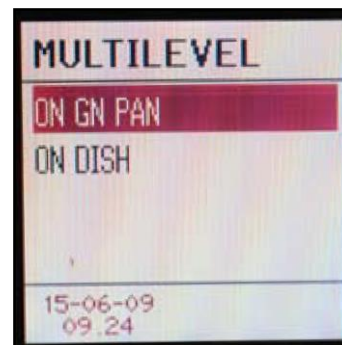 MULTILEVEL
ON GN PAN
ON DISH
15-06-09
09.24